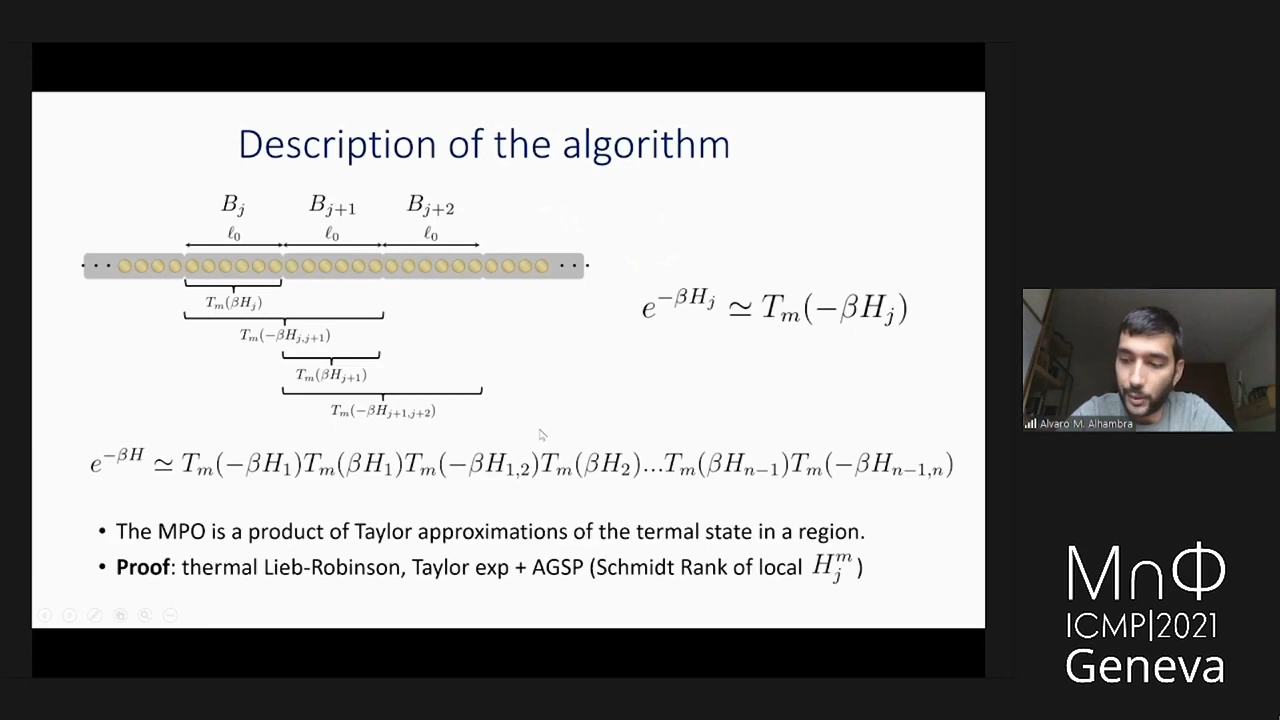 Description of the algorithm
B_j B_{j+1} B_{j+2}
ℓ_0 ℓ_0 ℓ_0
T_m(βH_j)
T_m(-βH_{j,j+1})
T_m(βH_{j+1})
T_m(-βH_{j+1,j+2})
e^{-βH_j} ≃ T_m(-βH_j)
e^{-βH} ≃ T_m(-βH_1)T_m(βH_1)T_m(-βH_{1,2})T_m(βH_2)...T_m(βH_{n-1})T_m(-βH_{n-1,n})
• The MPO is a product of Taylor approximations of the termal state in a region.
• Proof: thermal Lieb-Robinson, Taylor exp + AGSP (Schmidt Rank of local H_j^m)
Alvaro M. Alhambra
MnΦ
ICMP|2021
Geneva